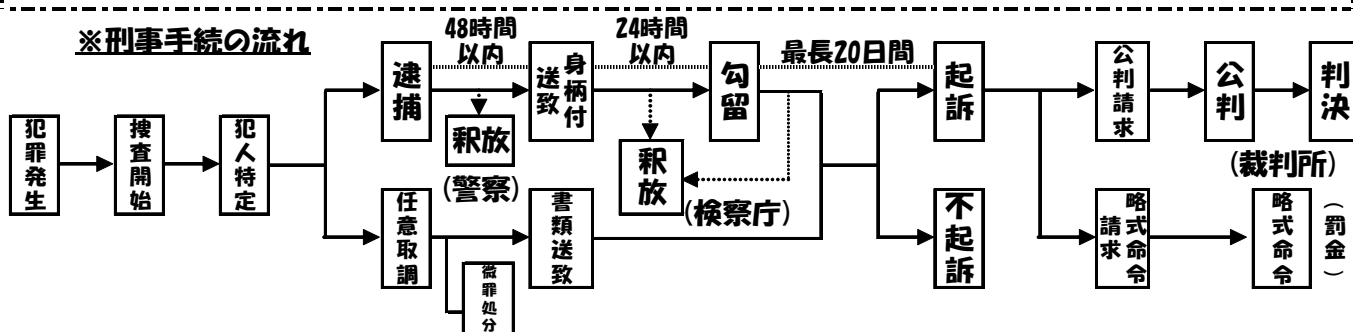 ※刑事手続の流れ
犯罪発生
捜査開始
犯人特定
逮捕
48時間
以内
釈放
(警察)
身柄付
送致
24時間
以内
釈放
(検察庁)
勾留
最長20日間
任意取調
微罪処分
書類送致
起訴
不起訴
公判請求
公判
判決
(裁判所)
略式命令
請求
略式命令
(罰金)